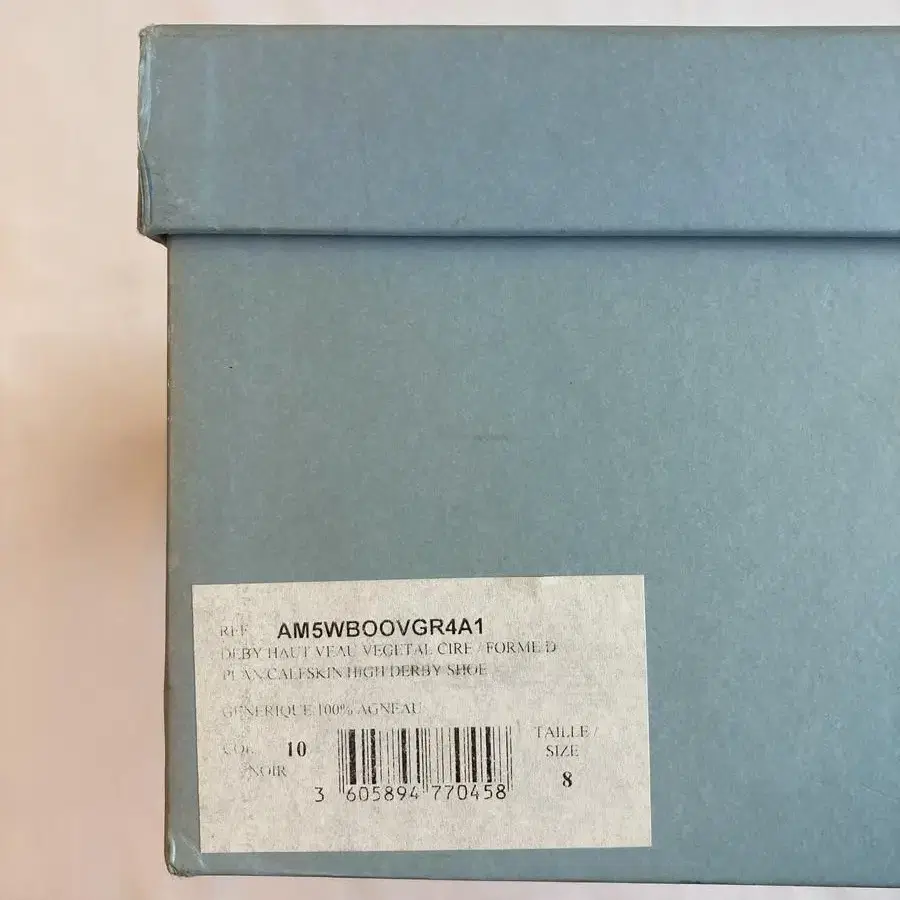 REF AM5WBOOVGR4A1
DEBY HAUT VEAU VEGETAL CIRE / FORME D
PLAN CALFSKIN HIGH DERBY SHOE
GENERIQUE 100% AGNEAU
COL 10
NOIR
3 605894 770458
TAILLE /
SIZE
8